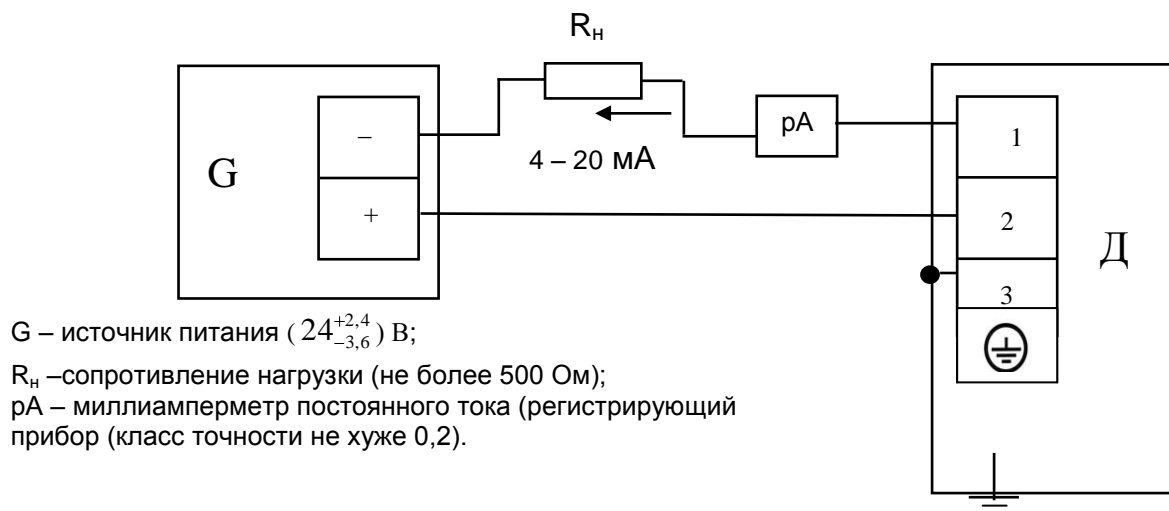 Rн
–
G
+
4 – 20 мА
pA
1
2
3
Д
G – источник питания ( 24 +2,4 −3,6 ) В;
Rн –сопротивление нагрузки (не более 500 Ом);
pA – миллиамперметр постоянного тока (регистрирующий
прибор (класс точности не хуже 0,2).